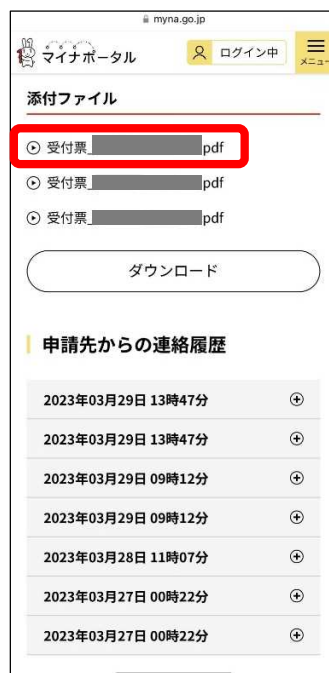 myna.go.jp
マイナポータル
ログイン中
メニュー
添付ファイル
受付票_ pdf
受付票_ pdf
受付票_ pdf
ダウンロード
申請先からの連絡履歴
2023年03月29日 13時47分
2023年03月29日 13時47分
2023年03月29日 09時12分
2023年03月29日 09時12分
2023年03月28日 11時07分
2023年03月27日 00時22分
2023年03月27日 00時22分